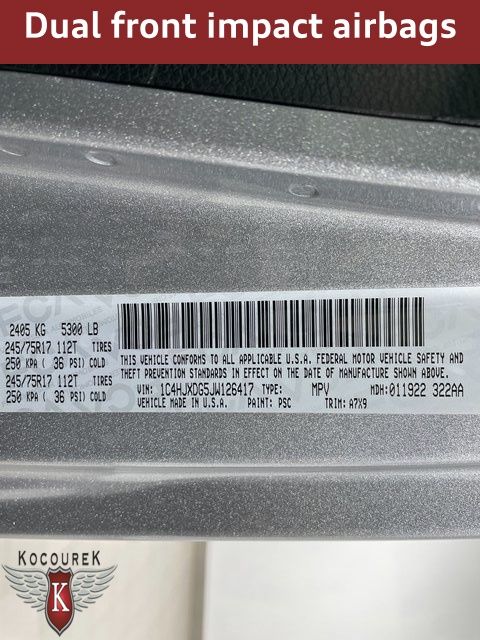 Dual front impact airbags
2405 KG 5300 LB
245/75R17 112T TIRES
250 KPA ( 36 PSI) COLD
245/75R17 112T TIRES
250 KPA ( 36 PSI) COLD
THIS VEHICLE CONFORMS TO ALL APPLICABLE U.S.A. FEDERAL MOTOR VEHICLE SAFETY AND
THEFT PREVENTION STANDARDS IN EFFECT ON THE DATE OF MANUFACTURE SHOWN ABOVE.
VIN: 1C4HJXDG5JW126417 TYPE: MPV MDH: 011922 322AA
VEHICLE MADE IN U.S.A. PAINT: PSC TRIM: A7X9
KOCOUREK
K